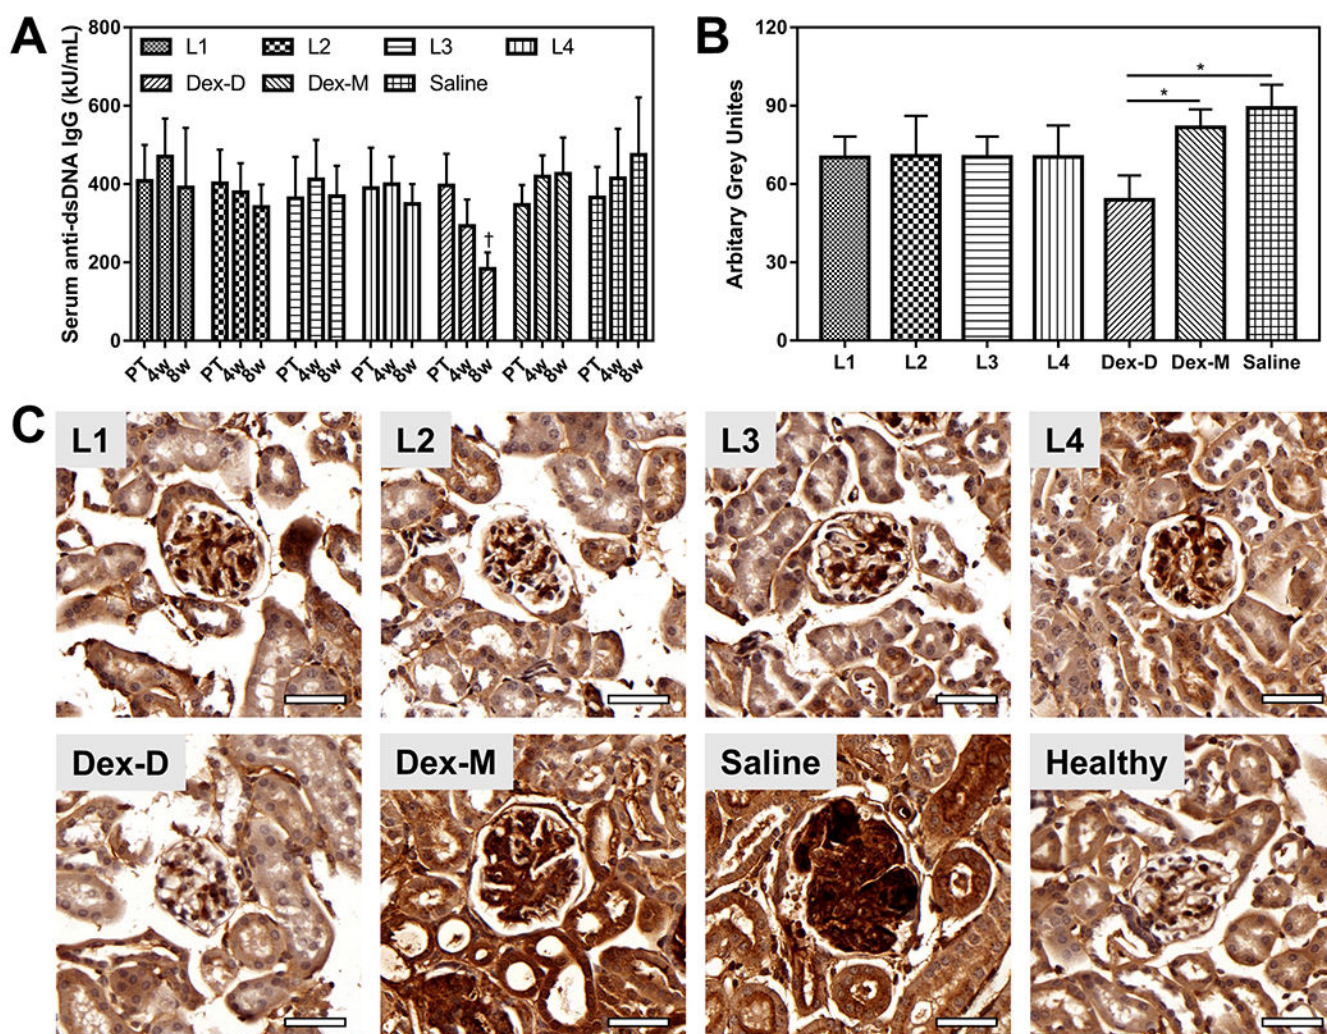 A
Serum anti-dsDNA IgG (kU/mL)
800
600
400
200
0
L1 L2 L3 L4
Dex-D Dex-M Saline
†
PT 4w 8w PT 4w 8w PT 4w 8w PT 4w 8w PT 4w 8w PT 4w 8w PT 4w 8w
B
Arbitary Grey Unites
120
90
60
30
0
*
*
L1 L2 L3 L4 Dex-D Dex-M Saline
C
L1 L2 L3 L4
Dex-D Dex-M Saline Healthy